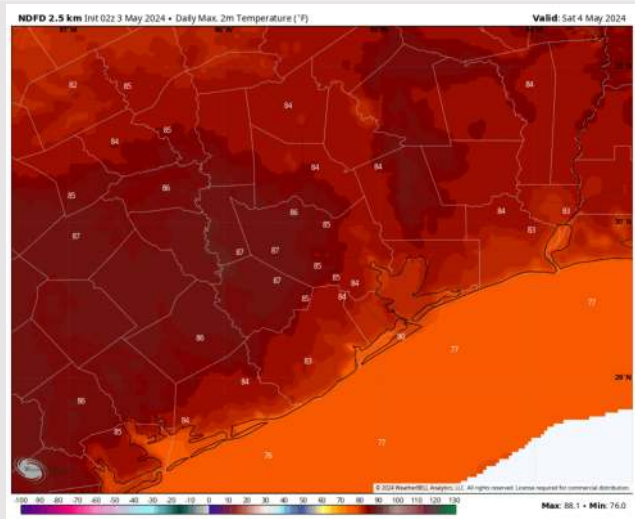 NDFD 2.5 km Init 02z 3 May 2024 • Daily Max. 2m Temperature (°F) Valid: Sat 4 May 2024
84
82 85
84
85
84
84 84
85 86
86 84 83
87 85 83 30°N
87 87
85
87 85 84
85 84
77
86 80
83 77
84 29°N
86
84
85
77
76
© 2024 WeatherBELL Analytics, LLC. All rights reserved. License required for commercial distribution.
-100 -90 -80 -70 -60 -50 -40 -30 -20 -10 0 10 20 30 40 50 60 70 80 90 100 110 120 130
Max: 88.1 • Min: 76.0